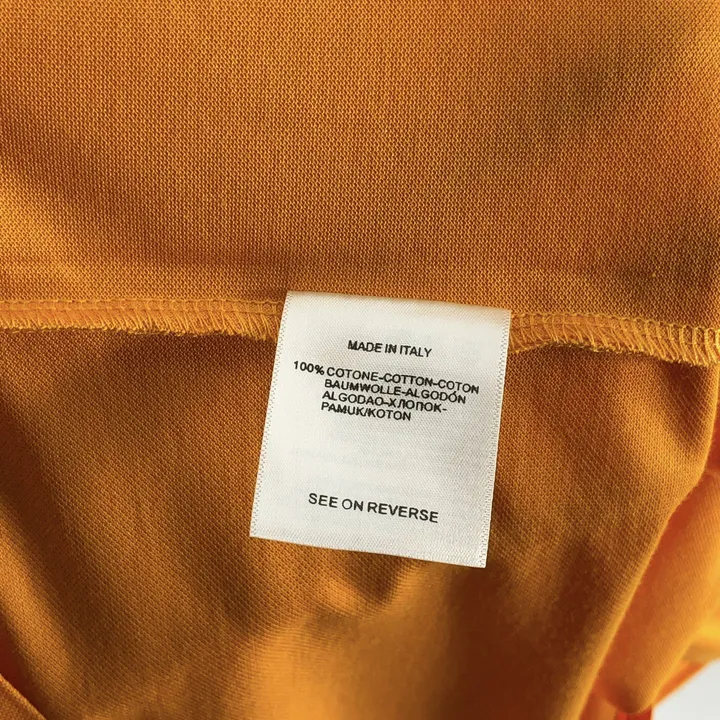 MADE IN ITALY
100% COTONE-COTTON-COTON
BAUMWOLLE-ALGODÓN
ALGODAO-ХЛОПОК-
PAMUK/KOTON
SEE ON REVERSE